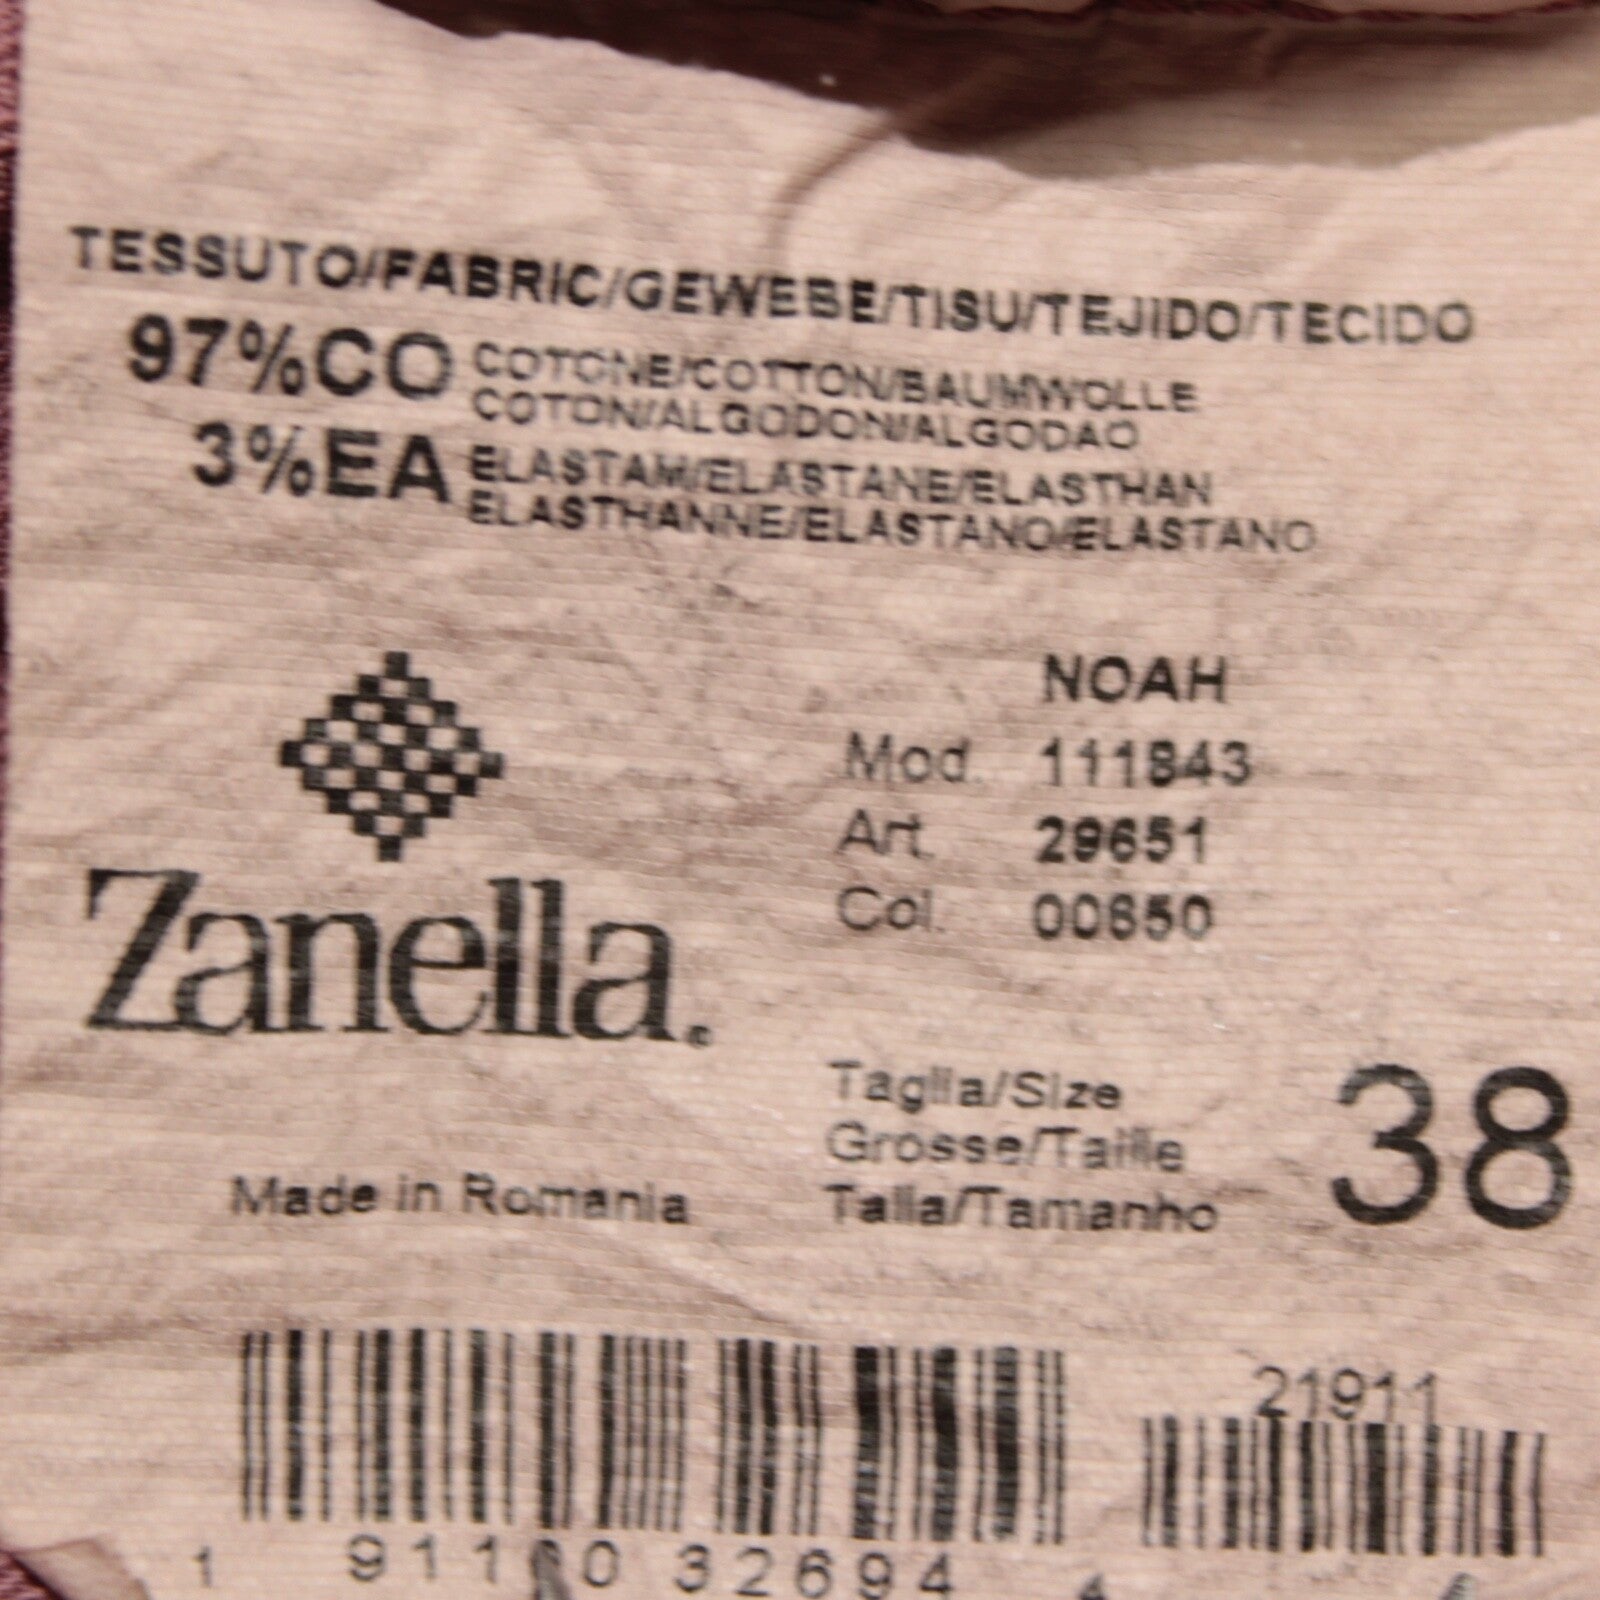 TESSUTO/FABRIC/GEWEBE/TISU/TEJIDO/TECIDO
97%CO COTONE/COTTON/BAUMWOLLE
COTON/ALGODON/ALGODAO
3%EA ELASTAM/ELASTANE/ELASTHAN
ELASTHANNE/ELASTANO/ELASTANO
NOAH
Mod. 111843
Art. 29651
Col. 00650
Zanella.
Taglia/Size
Grosse/Taille
Talla/Tamanho
38
Made in Romania
21911
1 32694